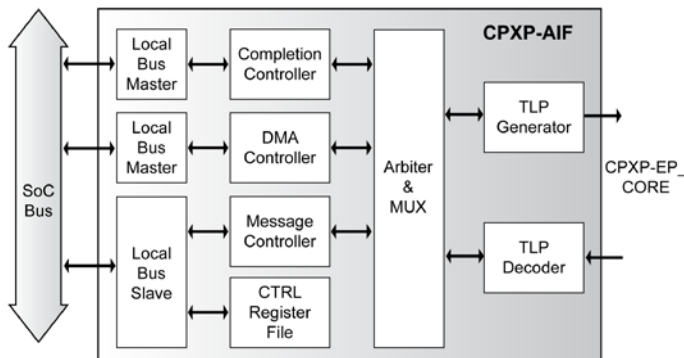 CPXP-AIF
Local
Bus
Master
Completion
Controller
Local
Bus
Master
DMA
Controller
TLP
Generator
SoC
Bus
Arbiter
&
MUX
CPXP-EP_
CORE
Local
Bus
Slave
Message
Controller
TLP
Decoder
CTRL
Register
File